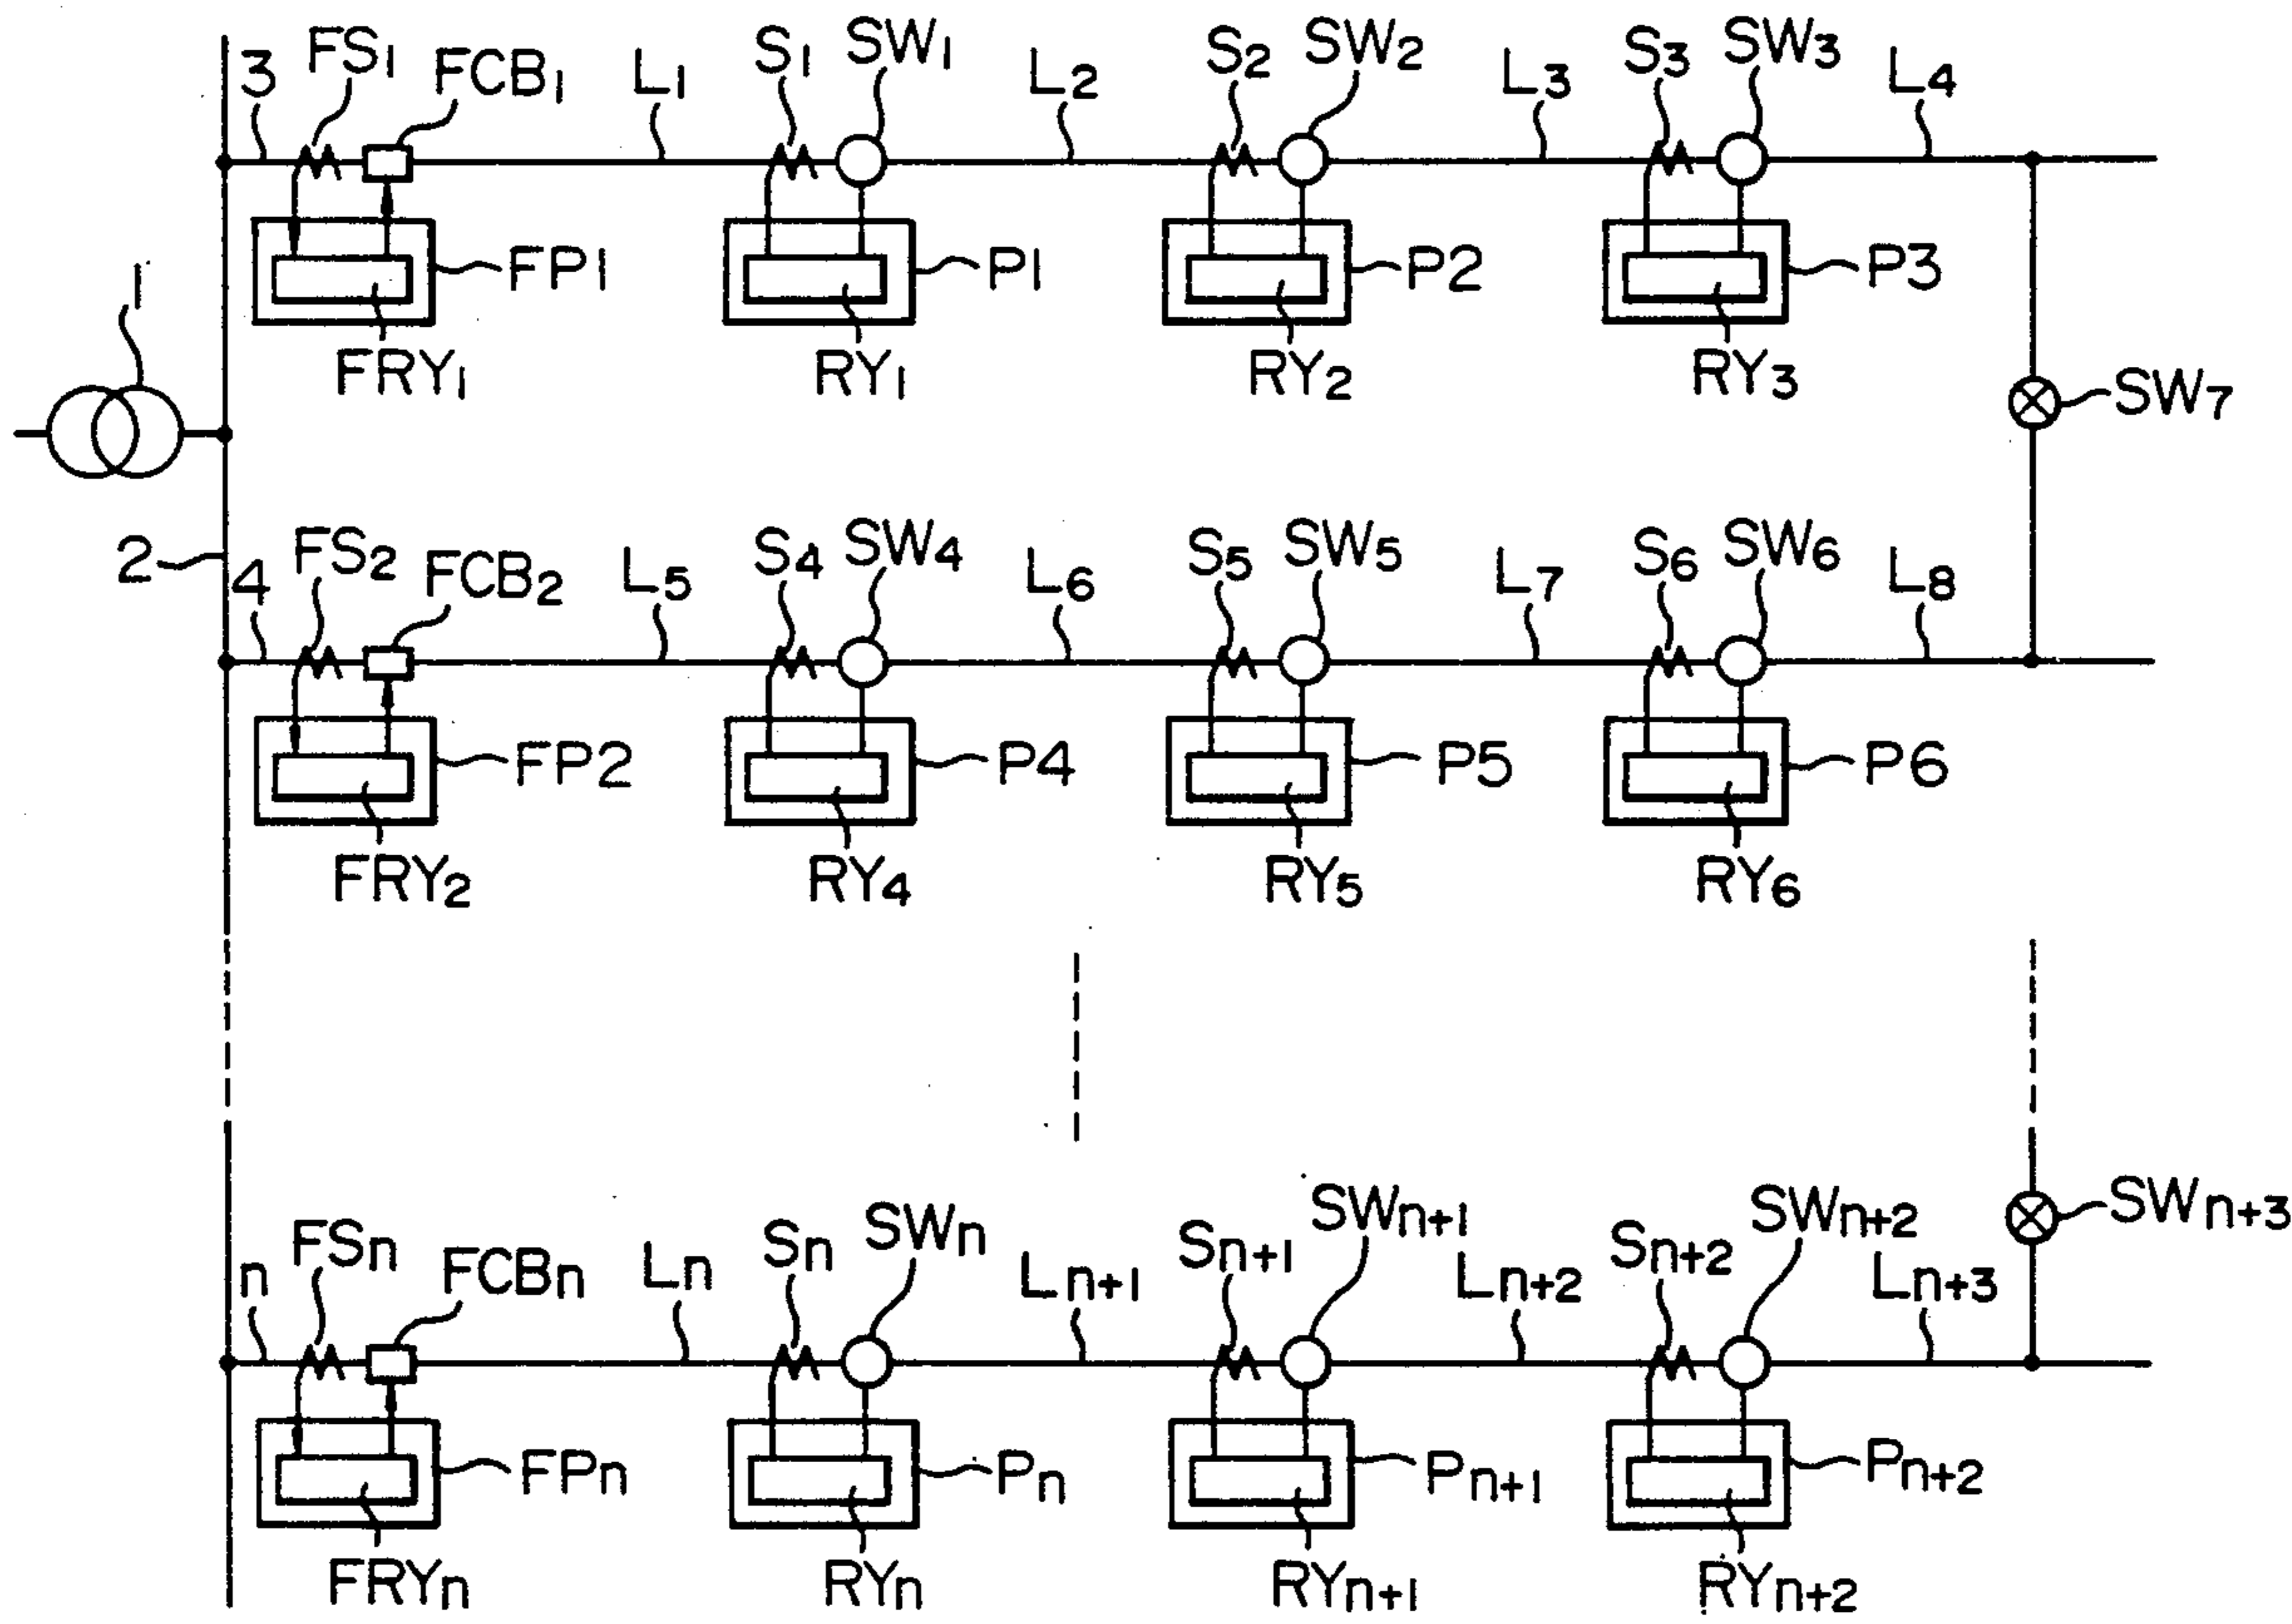 3 FS₁ FCB₁ L₁ S₁ SW₁ L₂ S₂ SW₂ L₃ S₃ SW₃ L₄
FP1 P1 P2 P3
1
FRY₁ RY₁ RY₂ RY₃
SW₇
2 4 FS₂ FCB₂ L₅ S₄ SW₄ L₆ S₅ SW₅ L₇ S₆ SW₆ L₈
FP2 P4 P5 P6
FRY₂ RY₄ RY₅ RY₆
SWn+3
n FSn FCBn Ln Sn SWn Ln+1 Sn+1 SWn+1 Ln+2 Sn+2 SWn+2 Ln+3
FPn Pn Pn+1 Pn+2
FRYn RYn RYn+1 RYn+2